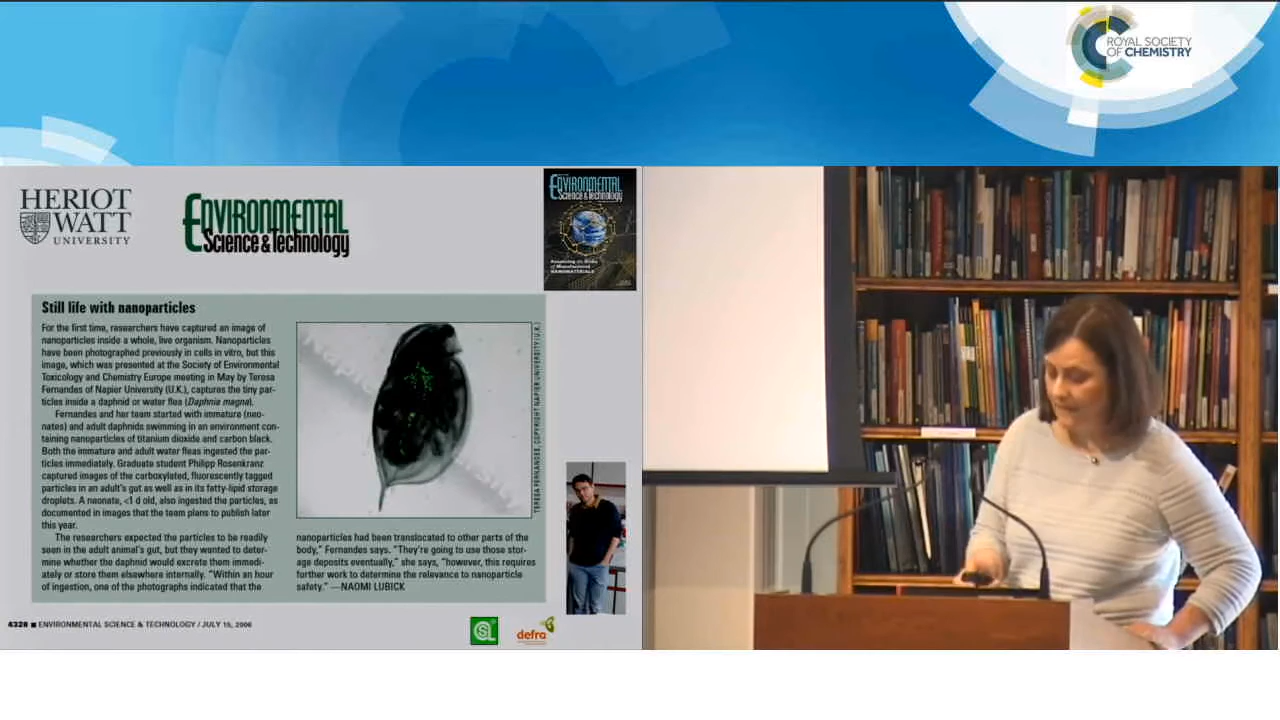 ROYAL SOCIETY
OF CHEMISTRY
HERIOT
WATT
UNIVERSITY
ENVIRONMENTAL
Science & Technology
ENVIRONMENTAL
Science & Technology
NANOMATERIALS
Still life with nanoparticles
For the first time, researchers have captured an image of
nanoparticles inside a whole, live organism. Nanoparticles
have been photographed previously in cells in vitro, but this
image, which was presented at the Society of Environmental
Toxicology and Chemistry Europe meeting in May by Teresa
Fernandes of Napier University (U.K.), captures the tiny par-
ticles inside a daphnid or water flea (Daphnia magna).
Fernandes and her team started with immature (neo-
nates) and adult daphnids swimming in an environment con-
taining nanoparticles of titanium dioxide and carbon black.
Both the immature and adult water fleas ingested the par-
ticles immediately. Graduate student Philipp Rosenkranz
captured images of the carboxylated, fluorescently tagged
particles in an adult's gut as well as in its fatty-lipid storage
droplets. A neonate, <1 d old, also ingested the particles, as
documented in images that the team plans to publish later
this year.
The researchers expected the particles to be readily
seen in the adult animal's gut, but they wanted to deter-
mine whether the daphnid would excrete them immedi-
ately or store them elsewhere internally. "Within an hour
of ingestion, one of the photographs indicated that the
TERESA FERNANDES, COPYRIGHT NAPIER UNIVERSITY (U.K.)
nanoparticles had been translocated to other parts of the
body," Fernandes says. "They're going to use those stor-
age deposits eventually," she says, "however, this requires
further work to determine the relevance to nanoparticle
safety." —NAOMI LUBICK
4328 ■ ENVIRONMENTAL SCIENCE & TECHNOLOGY / JULY 15, 2006
CSL
defra